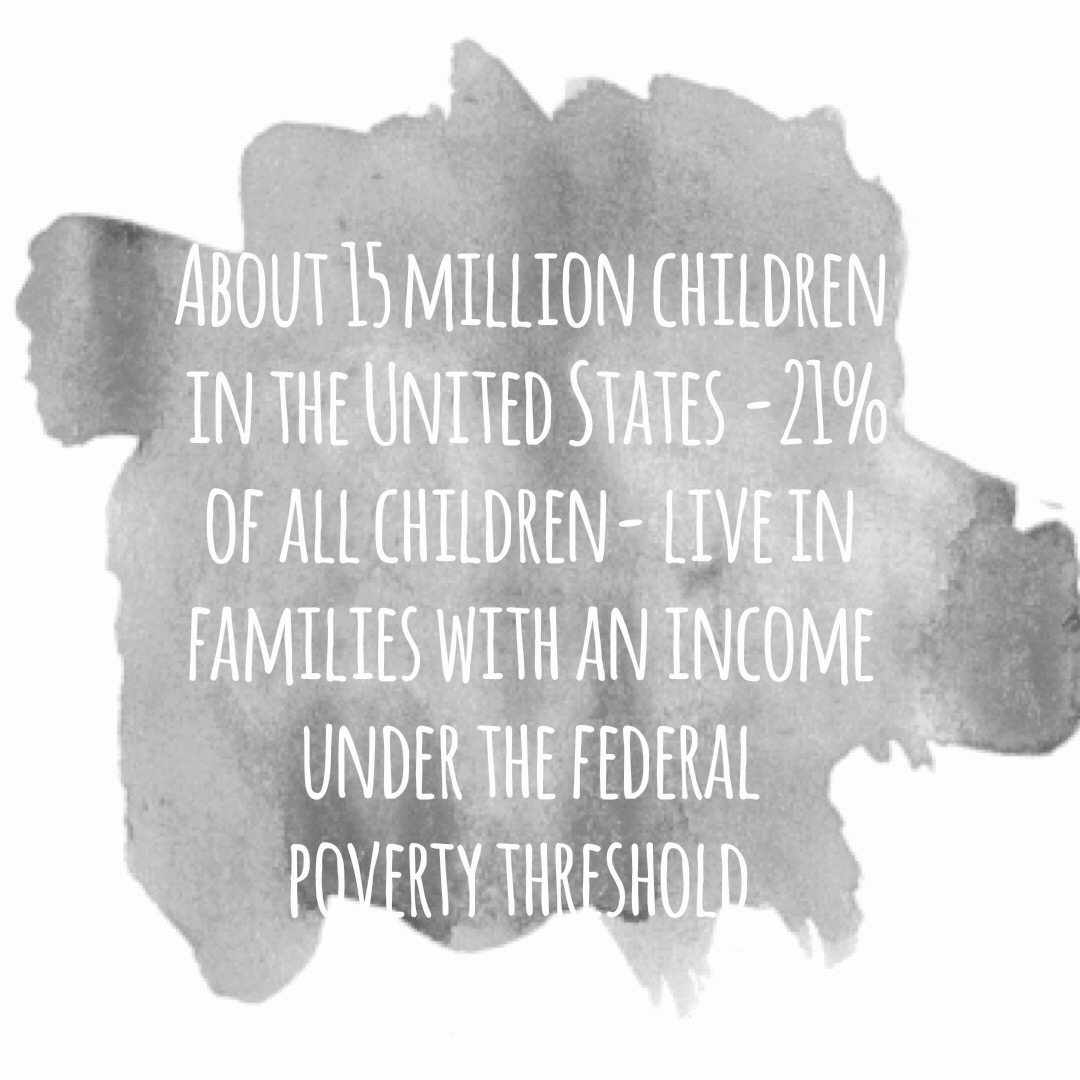 About 15 million children
in the United States - 21%
of all children - live in
families with an income
under the federal
poverty threshold